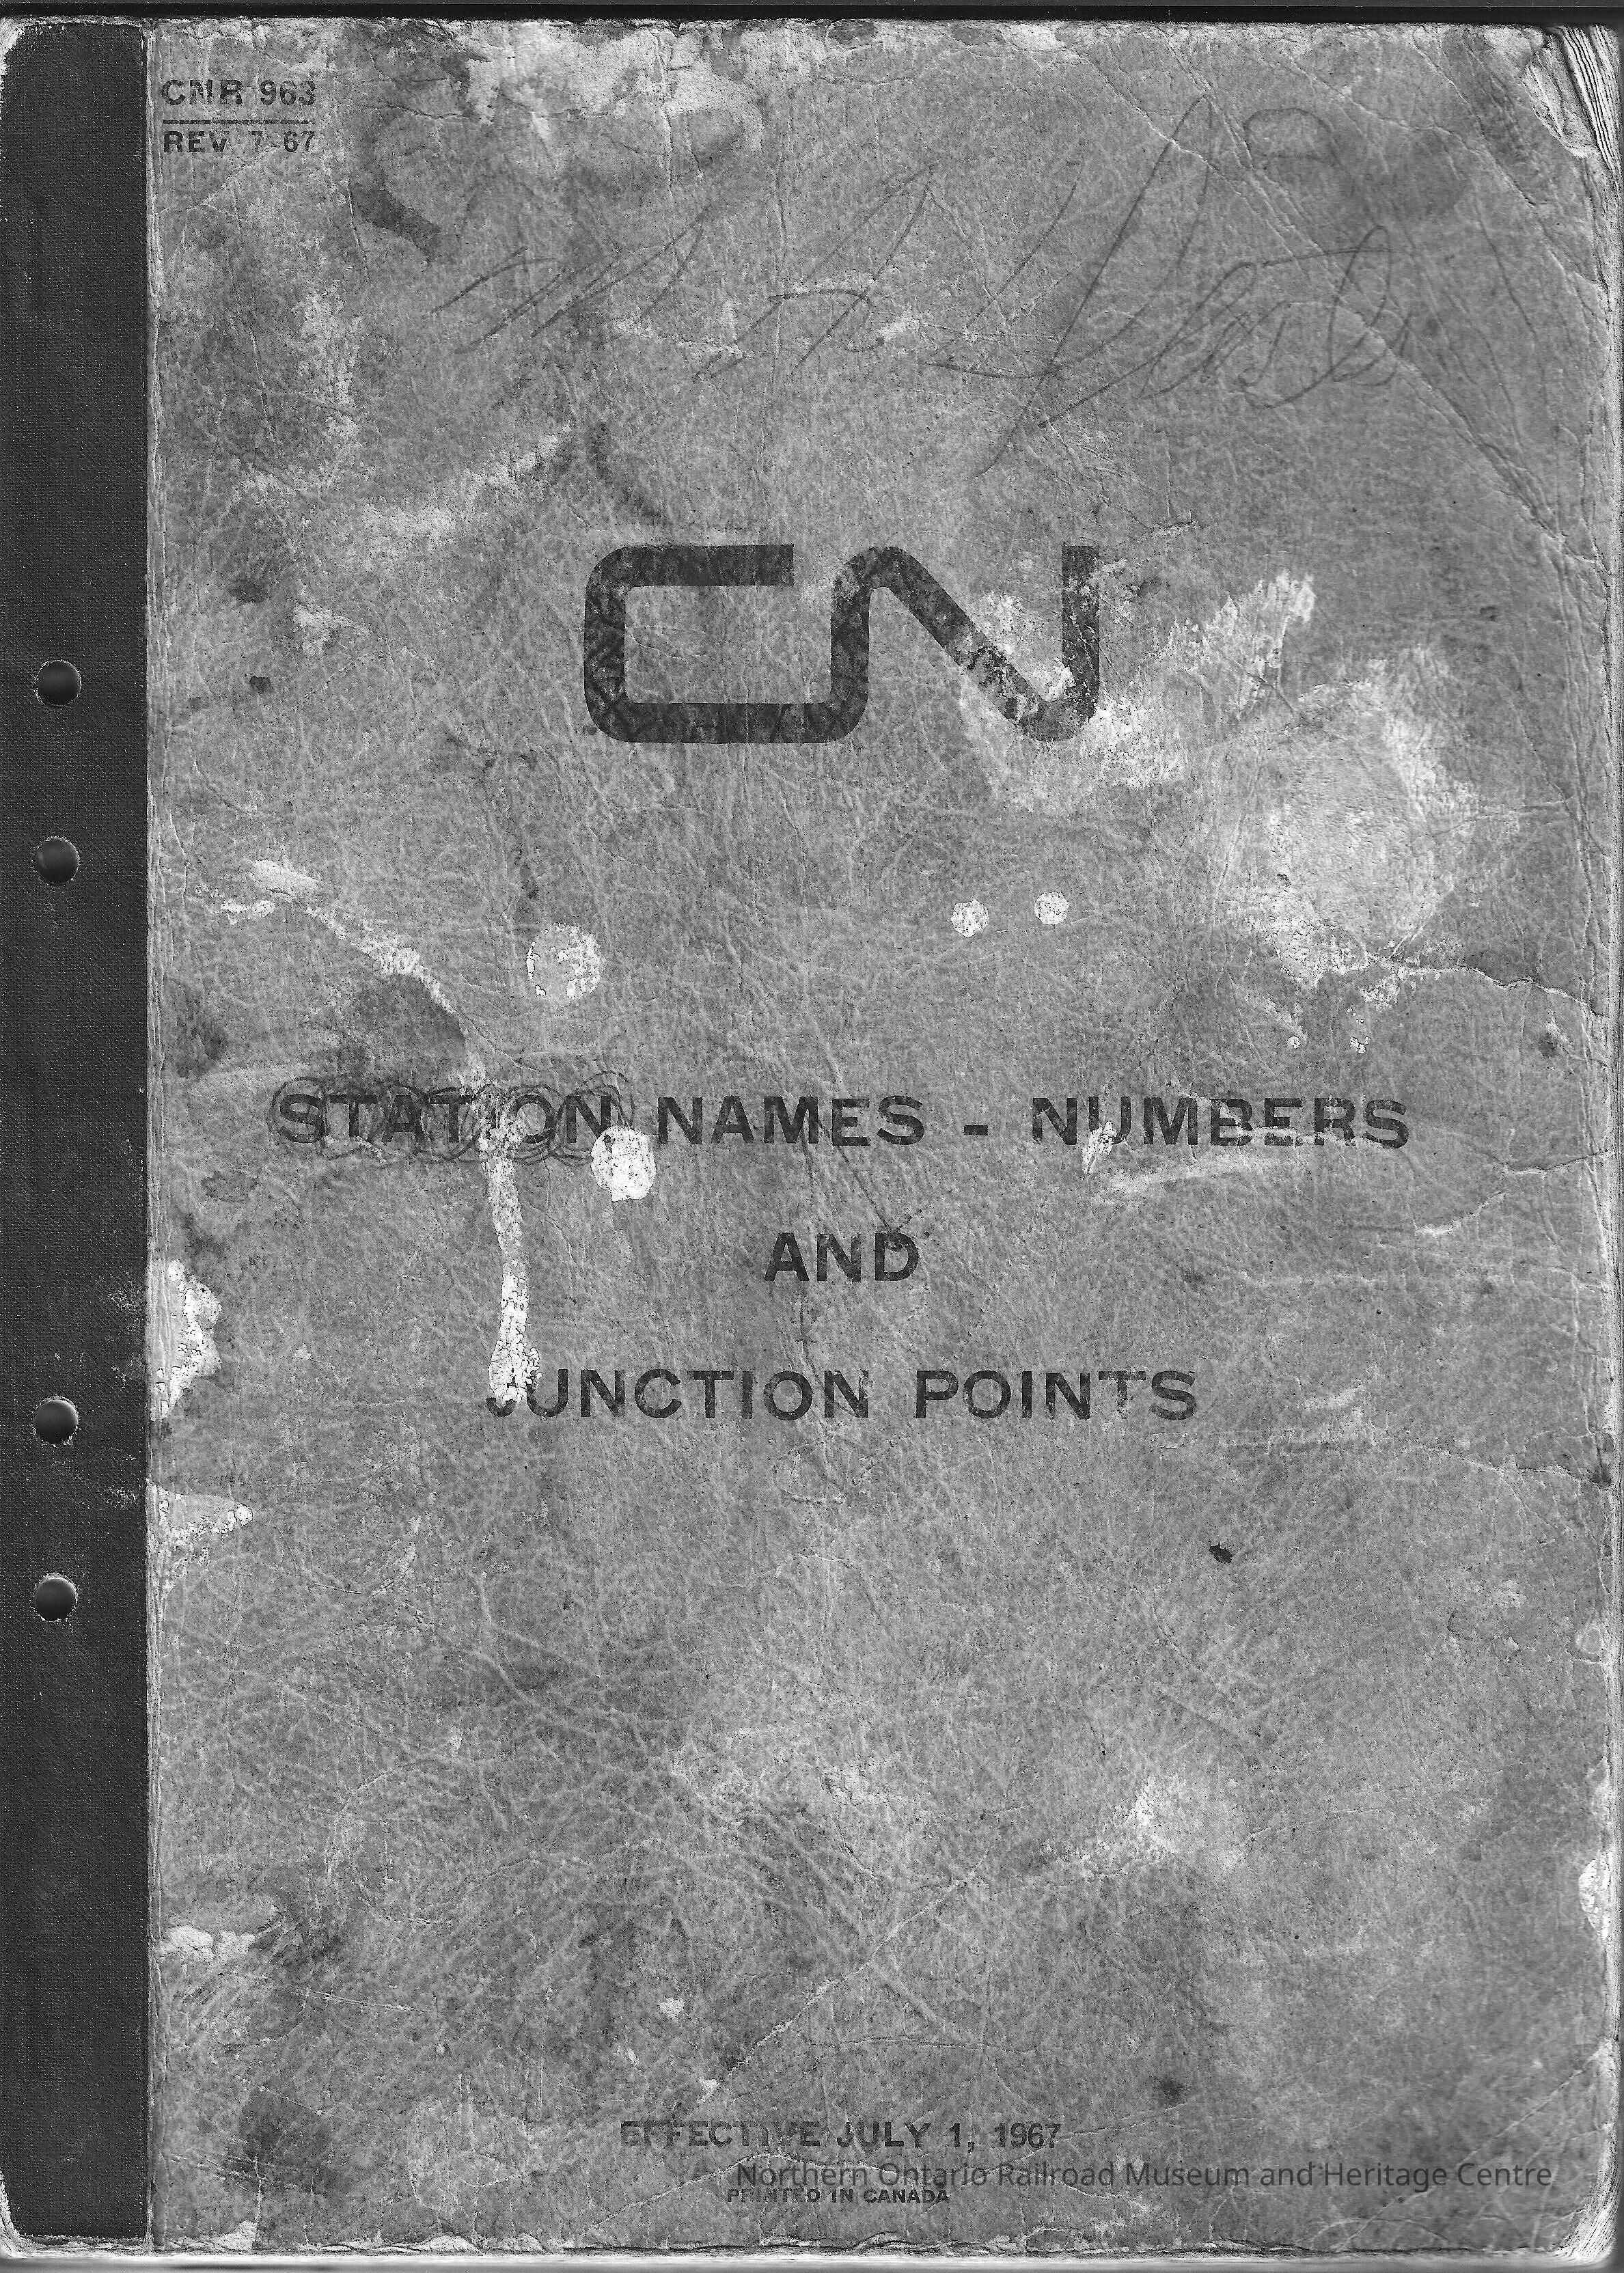 CNR 963
REV 7-67
CN
STATION NAMES - NUMBERS
AND
JUNCTION POINTS
EFFECTIVE JULY 1, 1967
Northern Ontario Railroad Museum and Heritage Centre
PRINTED IN CANADA